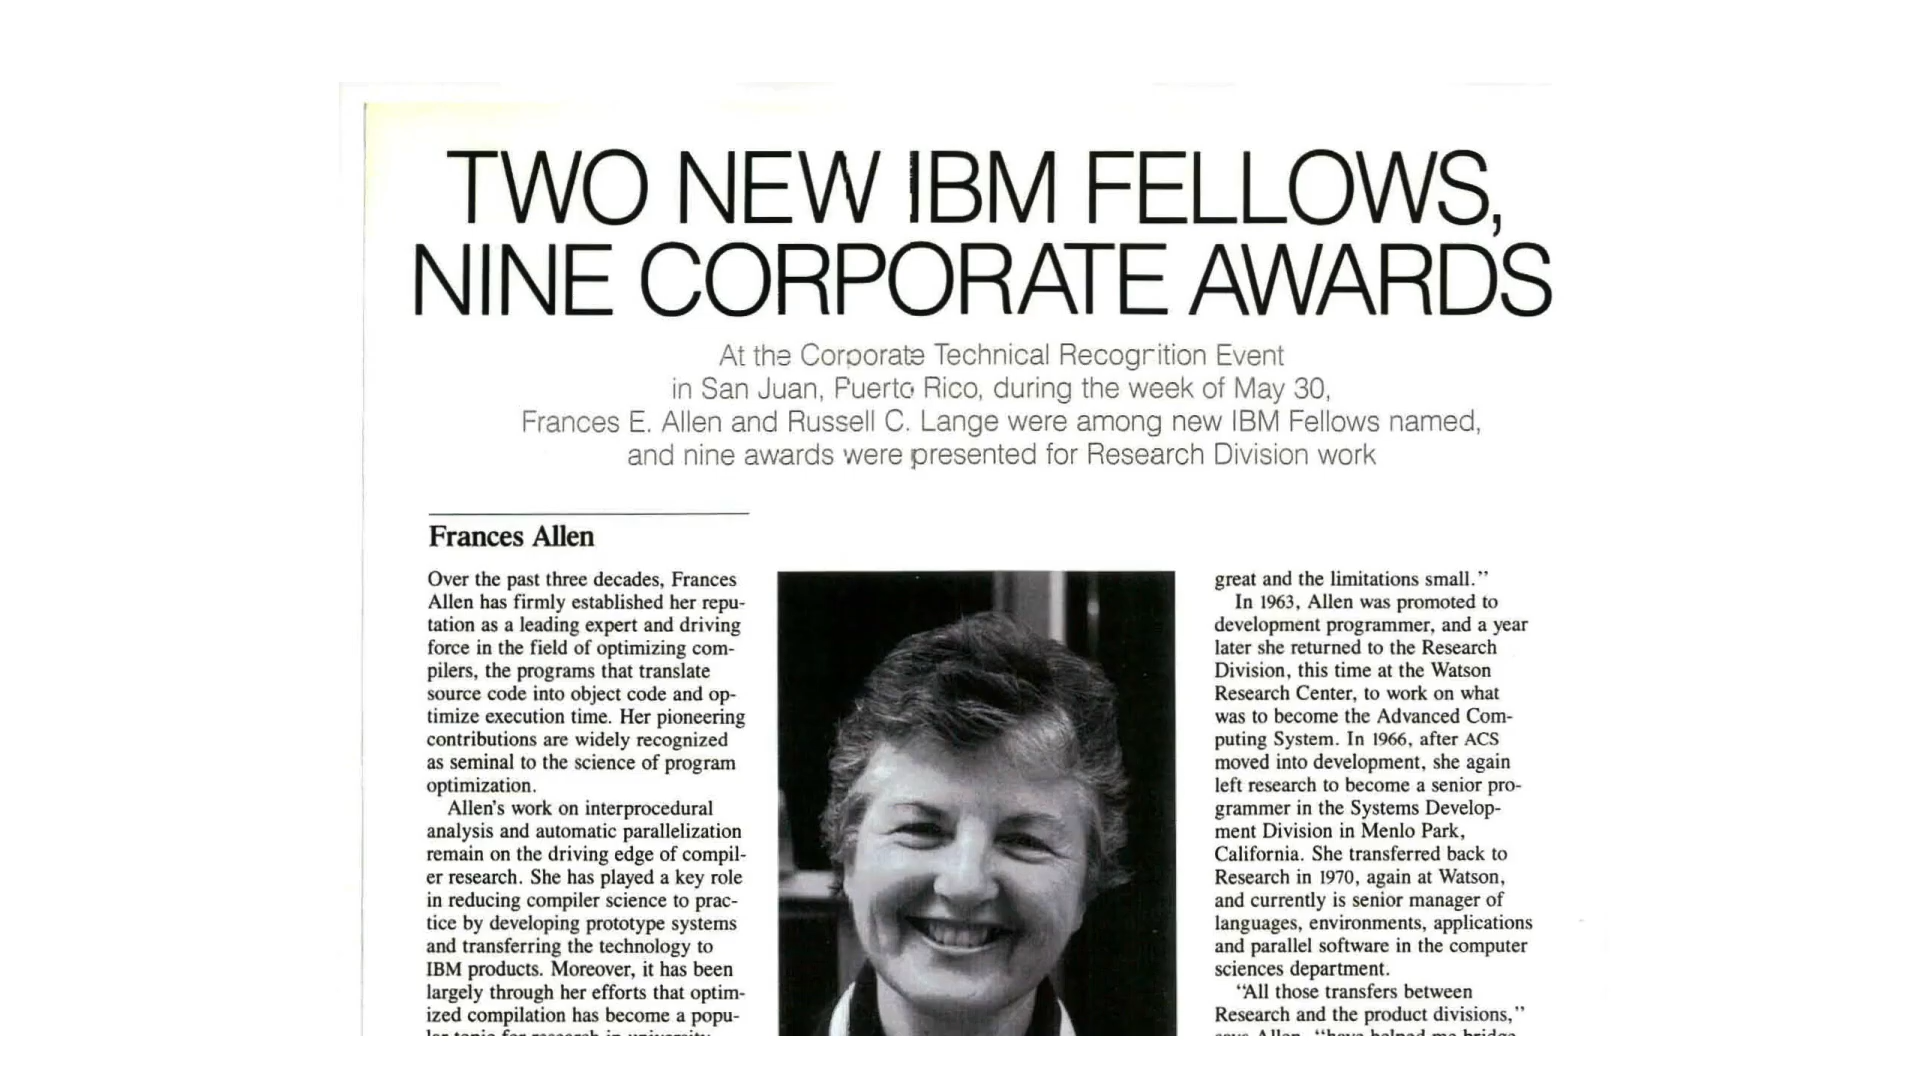 TWO NEW IBM FELLOWS,
NINE CORPORATE AWARDS
At the Corporate Technical Recognition Event
in San Juan, Puerto Rico, during the week of May 30,
Frances E. Allen and Russell C. Lange were among new IBM Fellows named,
and nine awards were presented for Research Division work
Frances Allen
Over the past three decades, Frances
Allen has firmly established her repu-
tation as a leading expert and driving
force in the field of optimizing com-
pilers, the programs that translate
source code into object code and op-
timize execution time. Her pioneering
contributions are widely recognized
as seminal to the science of program
optimization.
Allen's work on interprocedural
analysis and automatic parallelization
remain on the driving edge of compil-
er research. She has played a key role
in reducing compiler science to prac-
tice by developing prototype systems
and transferring the technology to
IBM products. Moreover, it has been
largely through her efforts that optim-
ized compilation has become a popu-
lar topic for research in university
great and the limitations small."
In 1963, Allen was promoted to
development programmer, and a year
later she returned to the Research
Division, this time at the Watson
Research Center, to work on what
was to become the Advanced Com-
puting System. In 1966, after ACS
moved into development, she again
left research to become a senior pro-
grammer in the Systems Develop-
ment Division in Menlo Park,
California. She transferred back to
Research in 1970, again at Watson,
and currently is senior manager of
languages, environments, applications
and parallel software in the computer
sciences department.
"All those transfers between
Research and the product divisions,"
says Allen, "have helped me bridge